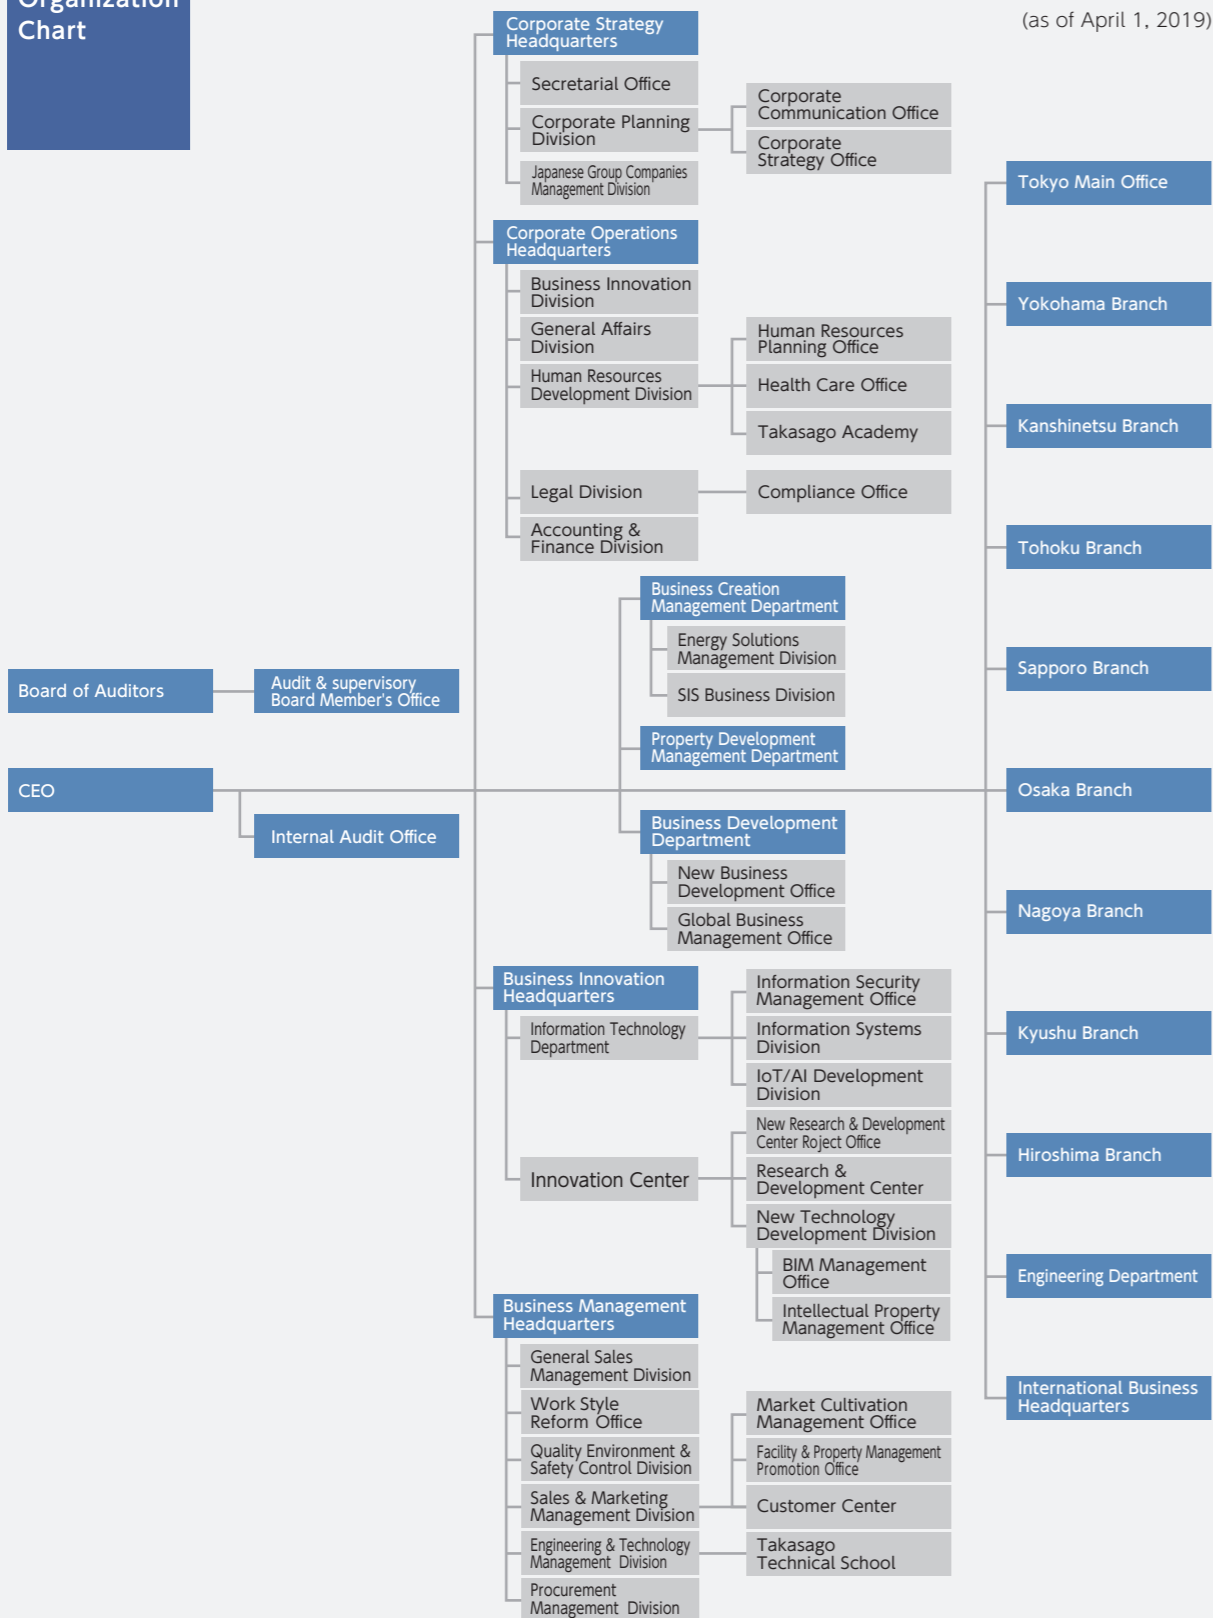 Organization
Chart
(as of April 1, 2019)
Corporate Strategy
Headquarters
Secretarial Office
Corporate Planning
Division
Japanese Group Companies
Management Division
Corporate
Communication Office
Corporate
Strategy Office
Corporate Operations
Headquarters
Business Innovation
Division
General Affairs
Division
Human Resources
Development Division
Human Resources
Planning Office
Health Care Office
Takasago Academy
Legal Division
Compliance Office
Accounting &
Finance Division
Business Creation
Management Department
Energy Solutions
Management Division
SIS Business Division
Property Development
Management Department
Board of Auditors
Audit & supervisory
Board Member's Office
CEO
Internal Audit Office
Business Development
Department
New Business
Development Office
Global Business
Management Office
Business Innovation
Headquarters
Information Technology
Department
Information Security
Management Office
Information Systems
Division
IoT/AI Development
Division
Innovation Center
New Research & Development
Center Roject Office
Research &
Development Center
New Technology
Development Division
BIM Management
Office
Intellectual Property
Management Office
Business Management
Headquarters
General Sales
Management Division
Work Style
Reform Office
Quality Environment &
Safety Control Division
Sales & Marketing
Management Division
Market Cultivation
Management Office
Facility & Property Management
Promotion Office
Customer Center
Engineering & Technology
Management Division
Takasago
Technical School
Procurement
Management Division
Tokyo Main Office
Yokohama Branch
Kanshinetsu Branch
Tohoku Branch
Sapporo Branch
Osaka Branch
Nagoya Branch
Kyushu Branch
Hiroshima Branch
Engineering Department
International Business
Headquarters